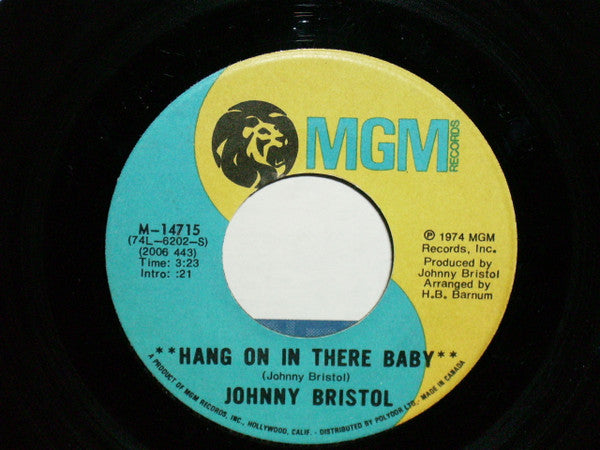 MGM
RECORDS
M-14715
(74L-6202-S)
(2006 443)
Time: 3:23
Intro: :21
℗ 1974 MGM
Records, Inc.
Produced by
Johnny Bristol
Arranged by
H.B. Barnum
**HANG ON IN THERE BABY**
(Johnny Bristol)
JOHNNY BRISTOL
A PRODUCT OF MGM RECORDS, INC., HOLLYWOOD, CALIF. - DISTRIBUTED BY POLYDOR LTD., MADE IN CANADA